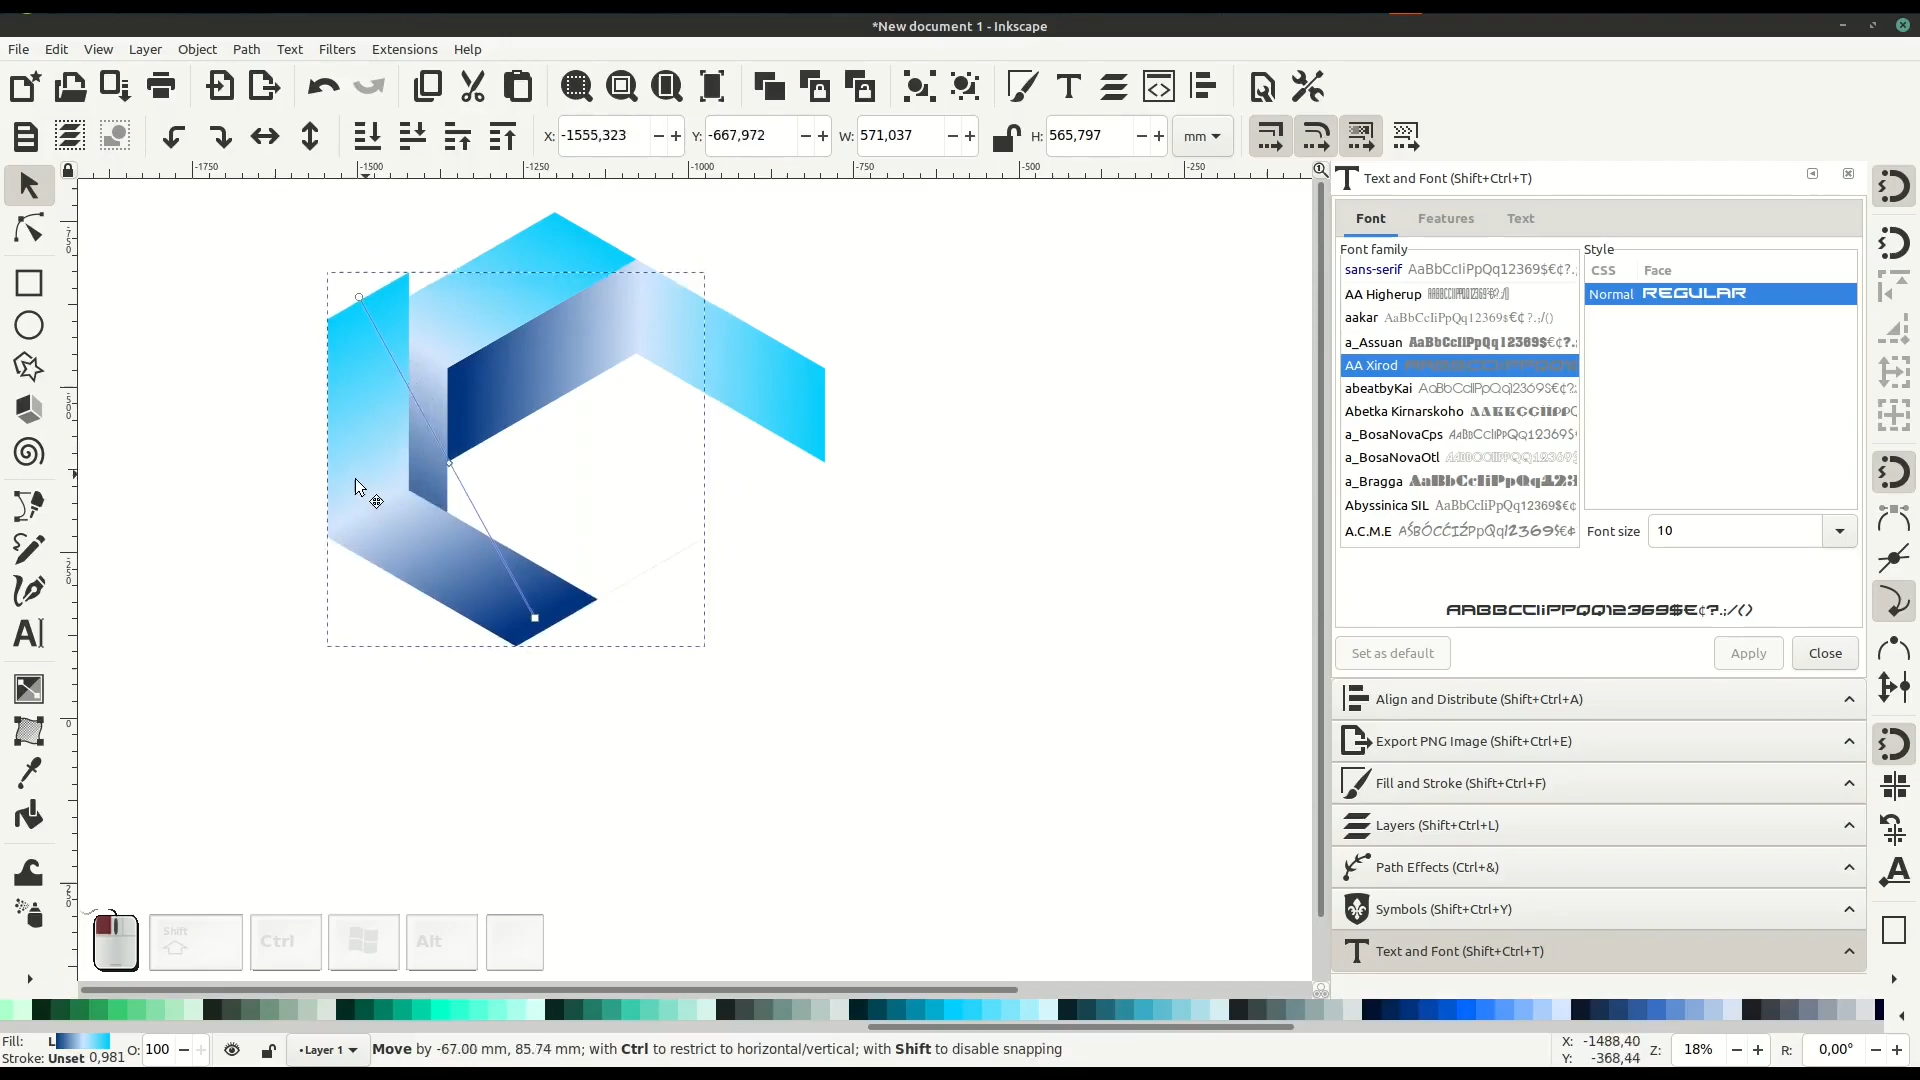 *New document 1 - Inkscape
File Edit View Layer Object Path Text Filters Extensions Help
X: -1555,323 Y: -667,972 W: 571,037 H: 565,797 mm
-1750 -1500 -1250 -1000 -750 -500 -250
Text and Font (Shift+Ctrl+T)
Font Features Text
Font family
Style
sans-serif AaBbCcIiPpQq12369$€¢?.;
CSS Face
AA Higherup
Normal REGULAR
aakar AaBbCcIiPpQq12369$€¢?.;/()
a_Assuan AaBbCcIiPpQq12369$€¢?.;
AA Xirod
abeatbyKai AaBbCcIiPpQq12369$€¢?.;
Abetka Kirnarskoho
a_BosaNovaCps AaBbCcIiPpQq12369$
a_BosaNovaOtl
a_Bragga AaBbCcIiPpQq123
Abyssinica SIL AaBbCcIiPpQq12369$€¢
A.C.M.E
Font size 10
AABBCCIiPPQQ12369$€¢?.;/()
Set as default Apply Close
Align and Distribute (Shift+Ctrl+A)
Export PNG Image (Shift+Ctrl+E)
Fill and Stroke (Shift+Ctrl+F)
Layers (Shift+Ctrl+L)
Path Effects (Ctrl+&)
Symbols (Shift+Ctrl+Y)
Text and Font (Shift+Ctrl+T)
Shift Ctrl Alt
Fill: L
Stroke: Unset 0,981 O: 100 •Layer 1 Move by -67.00 mm, 85.74 mm; with Ctrl to restrict to horizontal/vertical; with Shift to disable snapping
X: -1488,40
Y: -368,44
Z: 18% R: 0,00°